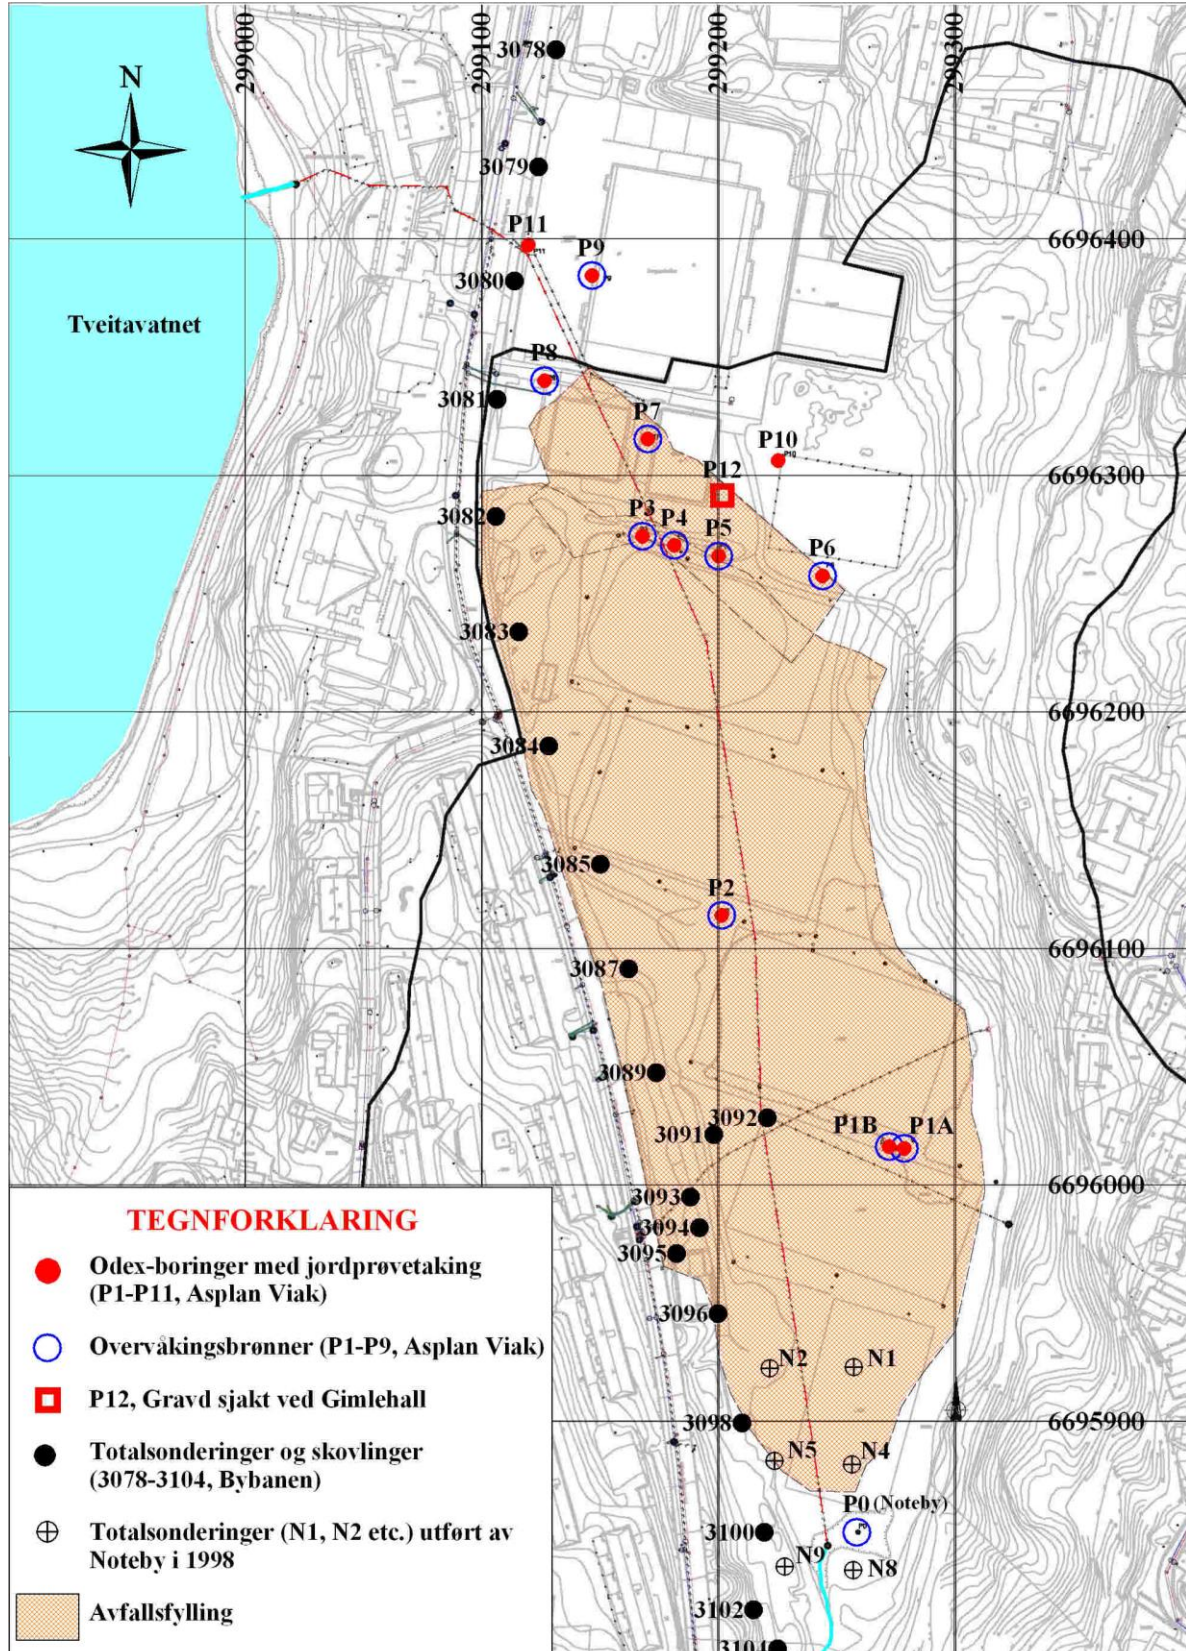 299000
299100
299200
299300
3078
N
3079
P11
P11
P9
6696400
3080
Tveitavatnet
P8
3081
P7
P10
P10
P12
6696300
3082
P3
P4
P5
P6
3083
6696200
3084
3085
P2
6696100
3087
3089
3092
3091
P1B
P1A
3093
6696000
3094
3095
3096
N2
N1
3098
6695900
N5
N4
P0 (Noteby)
P0
3100
N9
N8
3102
3104
TEGNFORKLARING
Odex-boringer med jordprøvetaking
(P1-P11, Asplan Viak)
Overvåkingsbrønner (P1-P9, Asplan Viak)
P12, Gravd sjakt ved Gimlehall
Totalsonderinger og skovlinger
(3078-3104, Bybanen)
Totalsonderinger (N1, N2 etc.) utført av
Noteby i 1998
Avfallsfylling